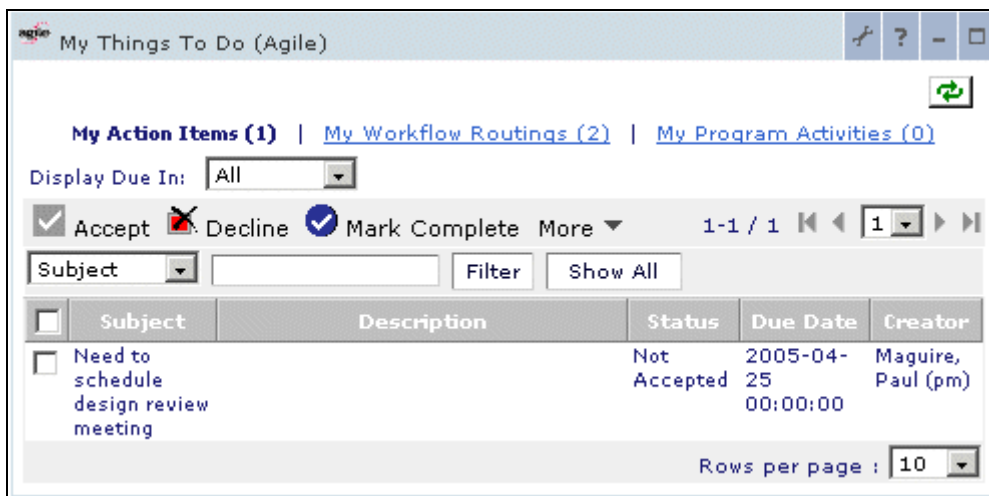 agile My Things To Do (Agile) ?
My Action Items (1) | My Workflow Routings (2) | My Program Activities (0)
Display Due In: All
Accept Decline Mark Complete More 1-1 / 1 1
Subject Filter Show All
Subject Description Status Due Date Creator
Need to Not 2005-04- Maguire,
schedule Accepted 25 Paul (pm)
design review 00:00:00
meeting
Rows per page : 10